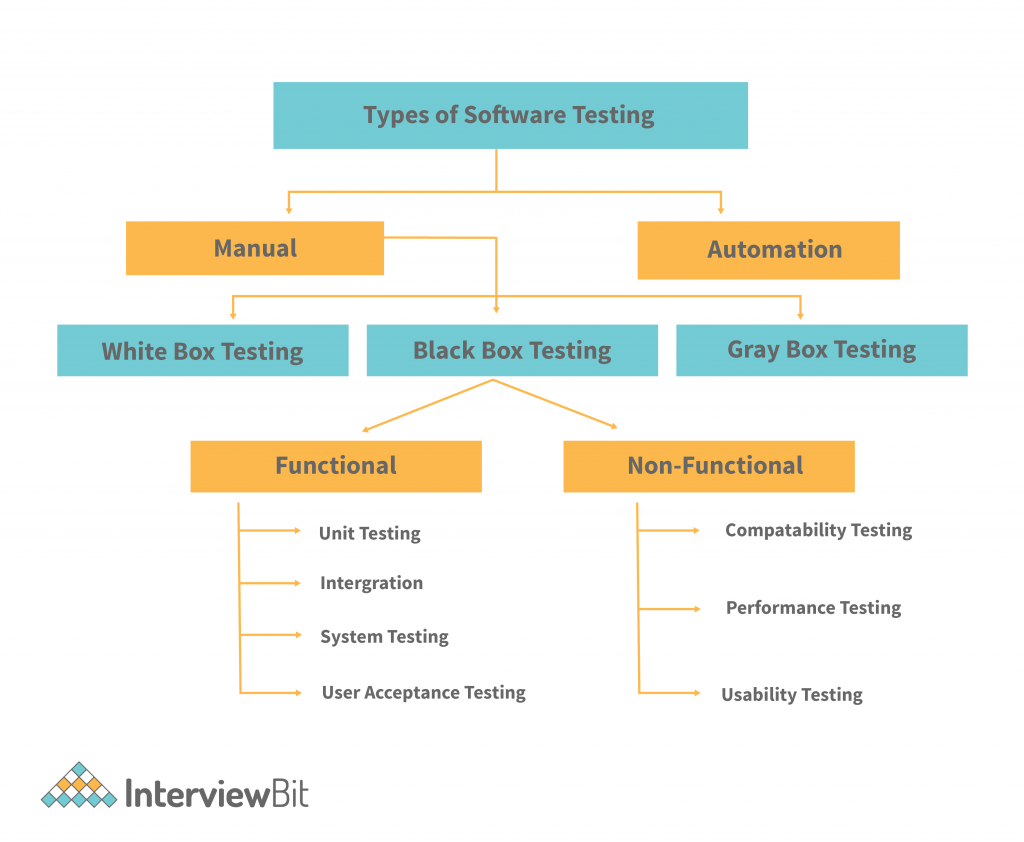 Types of Software Testing
Manual
Automation
White Box Testing
Black Box Testing
Gray Box Testing
Functional
Non-Functional
Unit Testing
Intergration
System Testing
User Acceptance Testing
Compatability Testing
Performance Testing
Usability Testing
InterviewBit